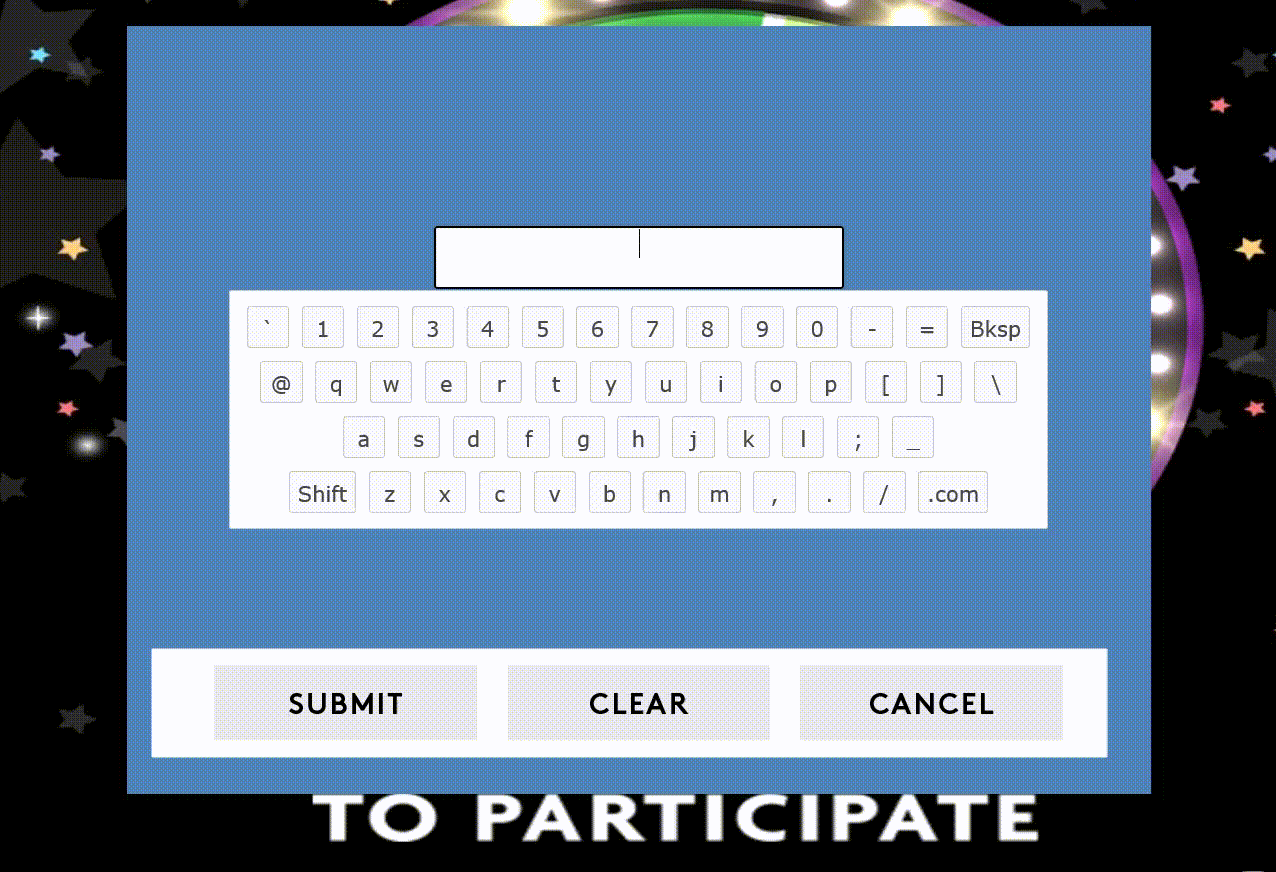 ` 1 2 3 4 5 6 7 8 9 0 - = Bksp
@ q w e r t y u i o p [ ] \
a s d f g h j k l ; _
Shift z x c v b n m , . / .com
SUBMIT CLEAR CANCEL
TO PARTICIPATE